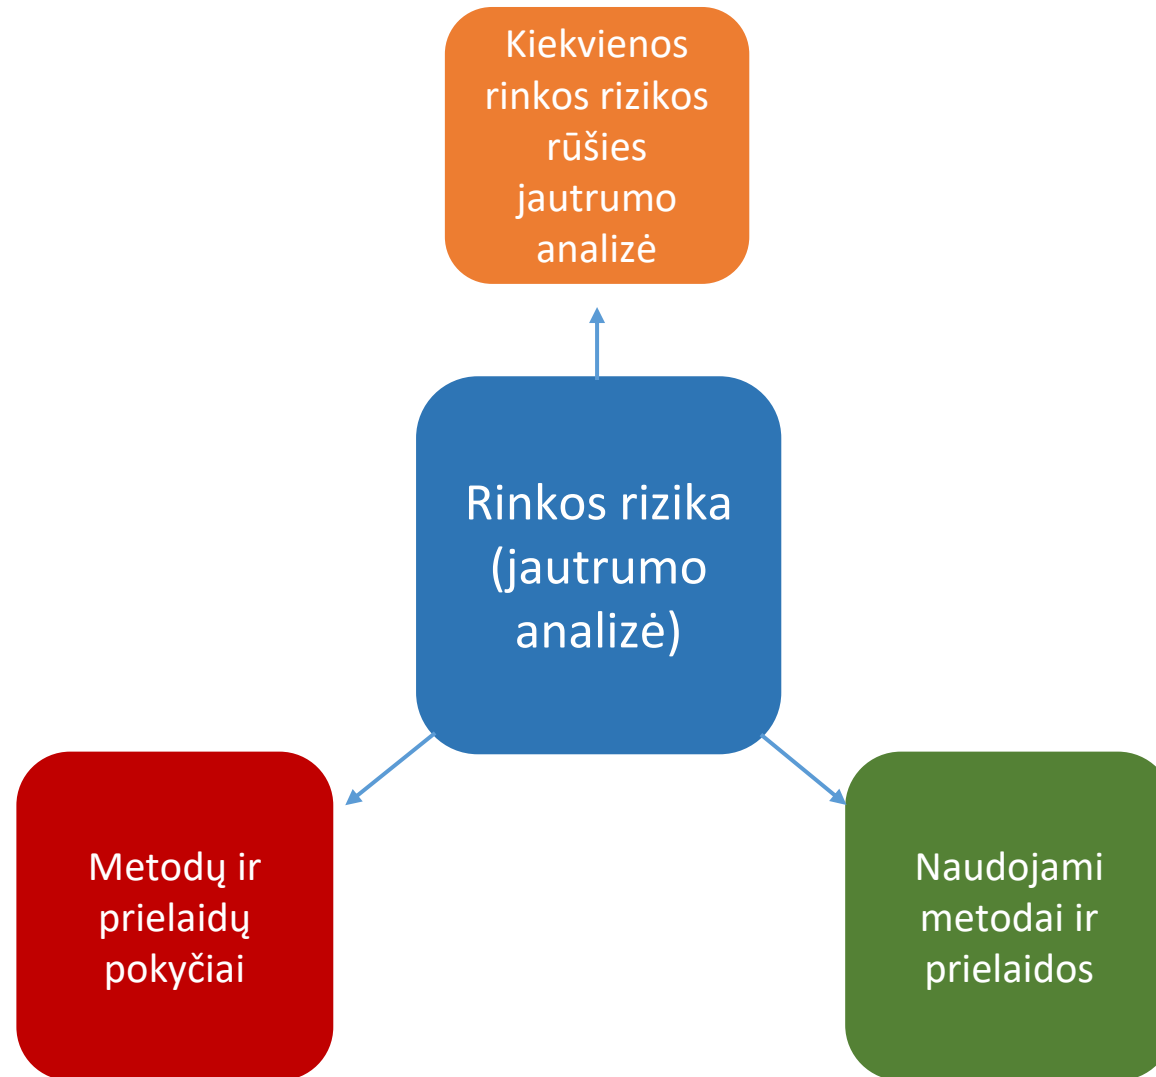 Kiekvienos
rinkos rizikos
rūšies
jautrumo
analizė
Rinkos rizika
(jautrumo
analizė)
Metodų ir
prielaidų
pokyčiai
Naudojami
metodai ir
prielaidos